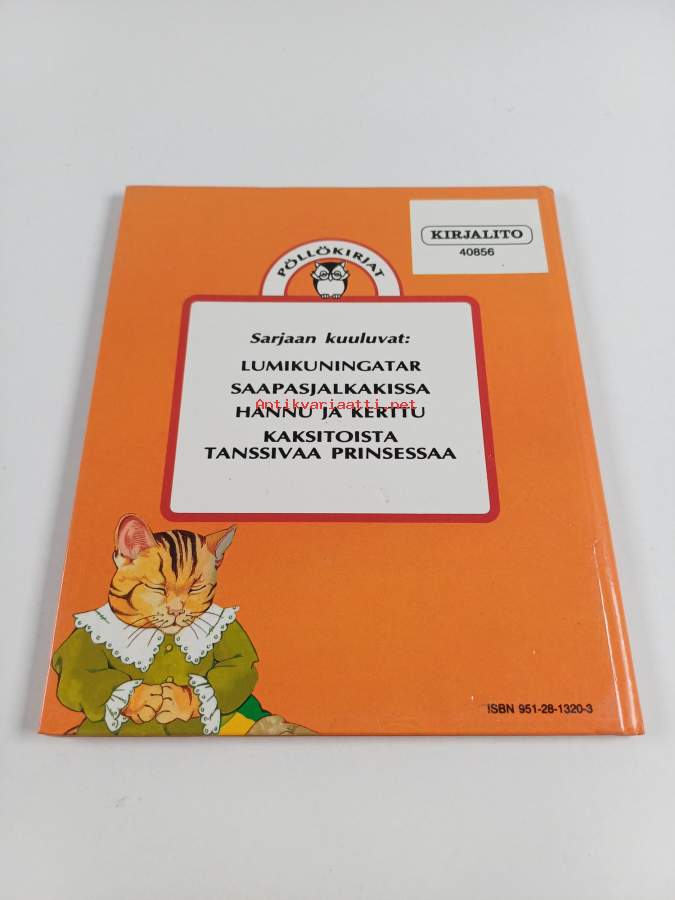 KIRJALITO
40856
PÖLLÖKIRJAT
Sarjaan kuuluvat:
LUMIKUNINGATAR
SAAPASJALKAKISSA
Antikvariaatti.net
HANNU JA KERTTU
KAKSITOISTA
TANSSIVAA PRINSESSAA
ISBN 951-28-1320-3